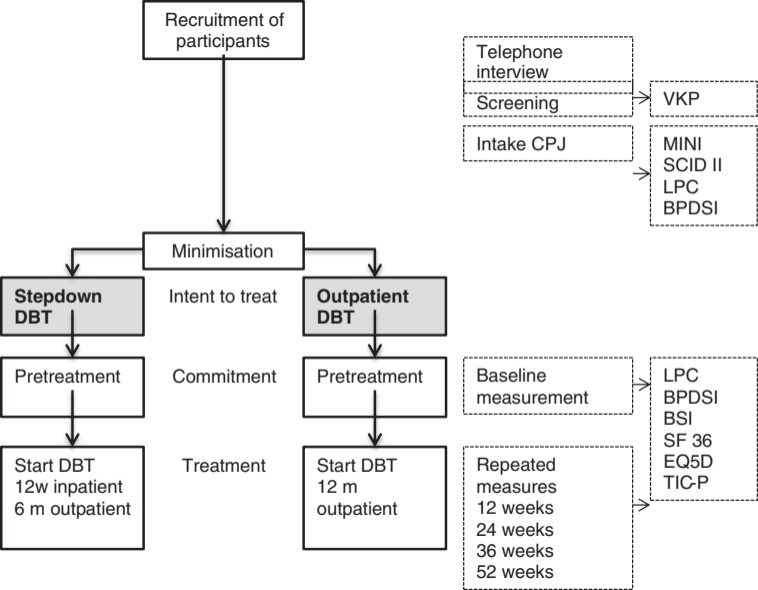 Recruitment of
participants
Telephone
interview
Screening
VKP
Intake CPJ
MINI
SCID II
LPC
BPDSI
Minimisation
Stepdown
DBT
Intent to treat
Outpatient
DBT
Pretreatment
Commitment
Pretreatment
Baseline
measurement
LPC
BPDSI
BSI
SF 36
EQ5D
TIC-P
Start DBT
12w inpatient
6 m outpatient
Treatment
Start DBT
12 m
outpatient
Repeated
measures
12 weeks
24 weeks
36 weeks
52 weeks